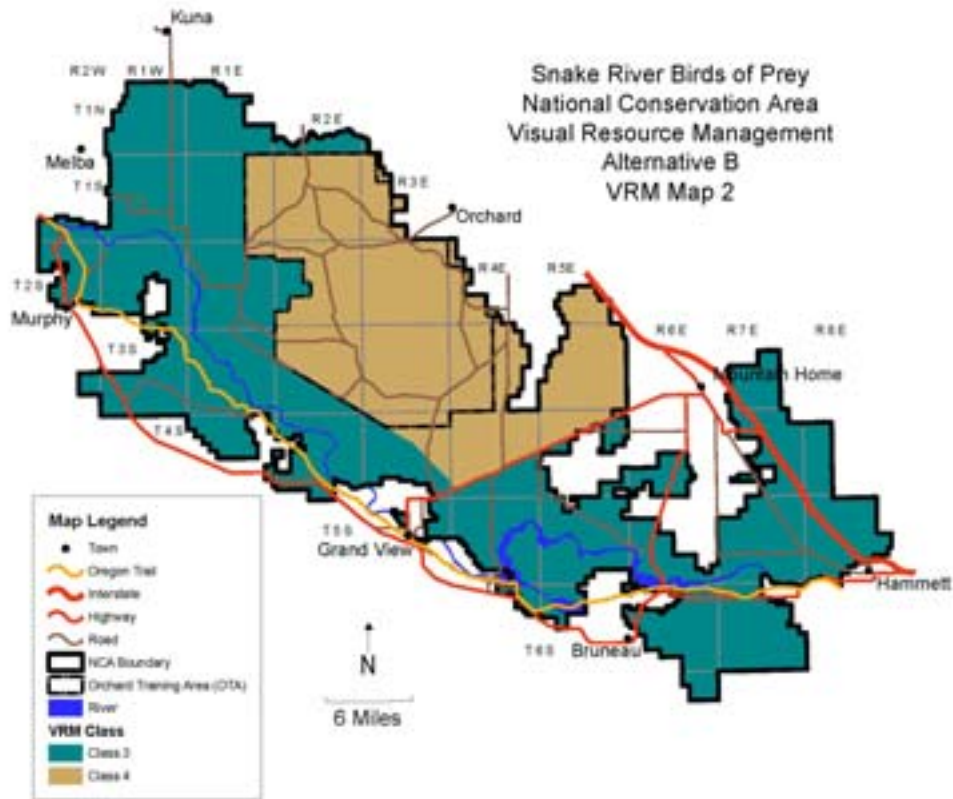 Kuna
R2W R1W R1E
T1N
R2E
Snake River Birds of Prey
National Conservation Area
Visual Resource Management
Alternative B
VRM Map 2
Melba
T1S
R3E
Orchard
R4E
R5E
T2S
Murphy
R6E
R7E
R8E
T3S
Mountain Home
T4S
T5S
Grand View
Hammett
T6S
Bruneau
N
6 Miles
Map Legend
Town
Oregon Trail
Interstate
Highway
Road
NCA Boundary
Orchard Training Area (OTA)
River
VRM Class
Class 3
Class 4